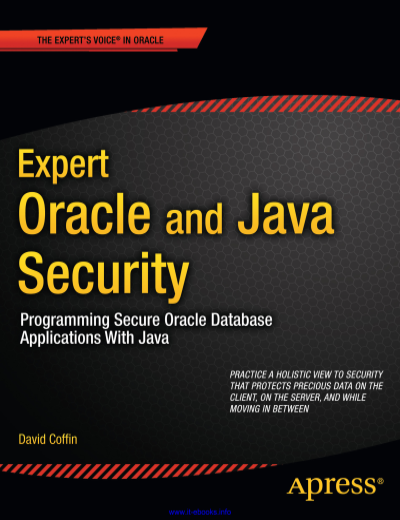 THE EXPERT'S VOICE® IN ORACLE
Expert
Oracle and Java
Security
Programming Secure Oracle Database
Applications With Java
PRACTICE A HOLISTIC VIEW TO SECURITY
THAT PROTECTS PRECIOUS DATA ON THE
CLIENT, ON THE SERVER, AND WHILE
MOVING IN BETWEEN
David Coffin
Apress®